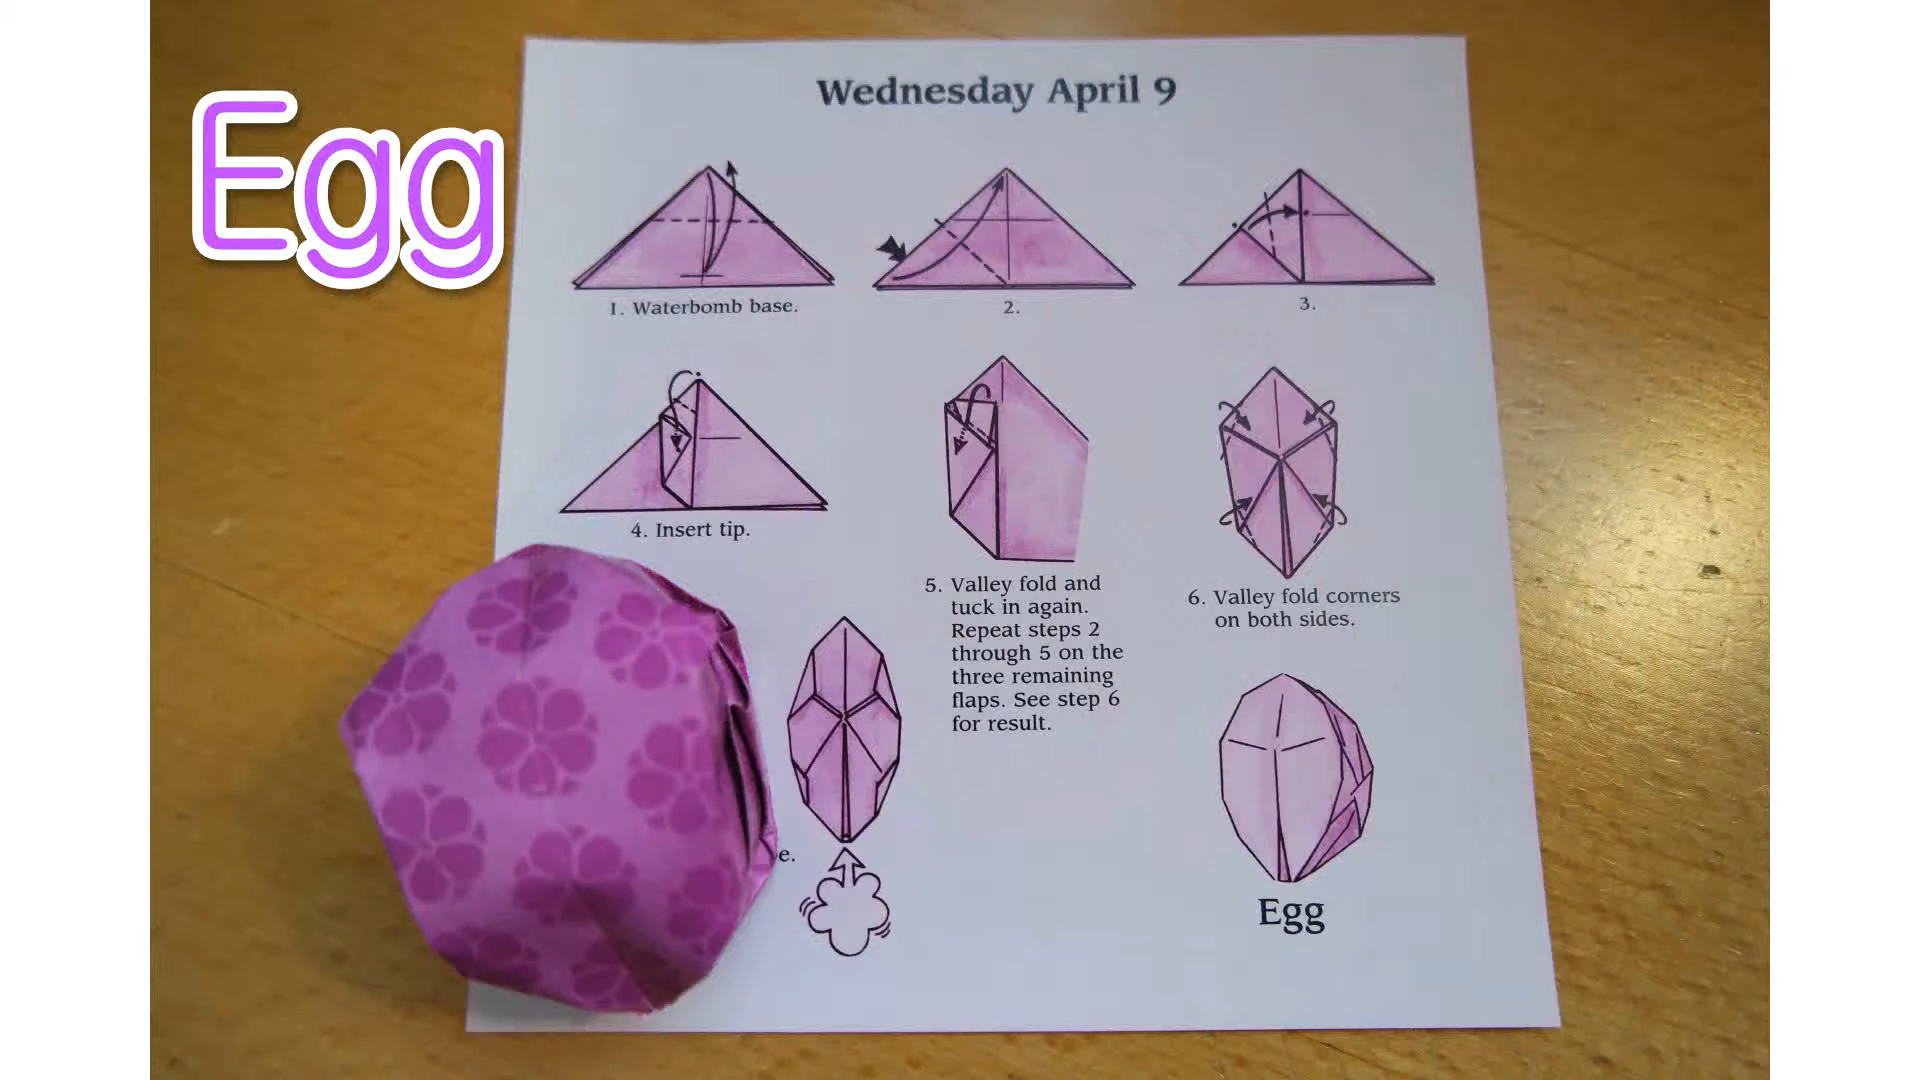 Egg
Wednesday April 9
1. Waterbomb base.
2.
3.
4. Insert tip.
5. Valley fold and
tuck in again.
Repeat steps 2
through 5 on the
three remaining
flaps. See step 6
for result.
6. Valley fold corners
on both sides.
e.
Egg